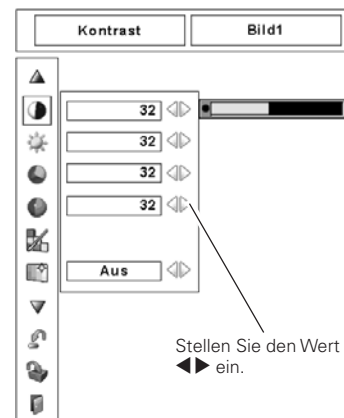 Kontrast Bild1
32
32
32
32
Aus
Stellen Sie den Wert
◀▶ ein.